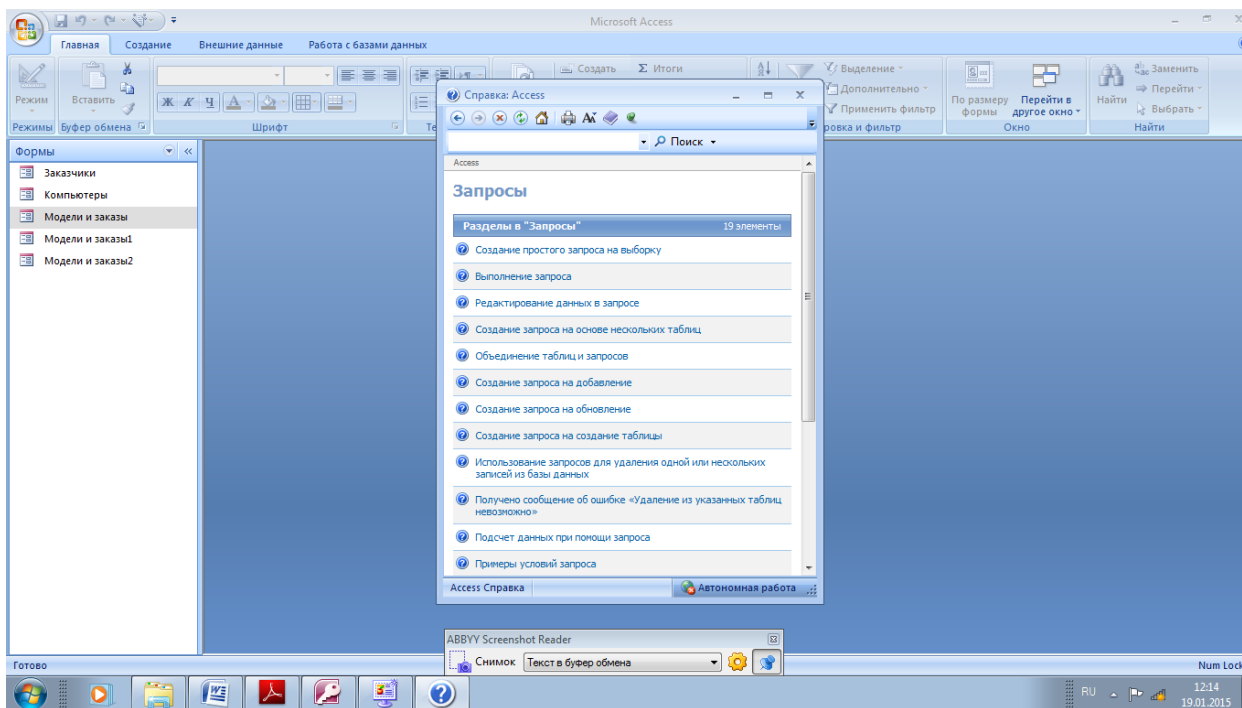 Microsoft Access
Главная Создание Внешние данные Работа с базами данных
Режим
Режимы
Вставить
Буфер обмена
Ж К Ч
Шрифт
Создать Σ Итоги
Выделение
Дополнительно
Применить фильтр
ровка и фильтр
По размеру формы
Перейти в другое окно
Окно
Найти
Заменить
Перейти
Выбрать
Найти
Формы
Заказчики
Компьютеры
Модели и заказы
Модели и заказы1
Модели и заказы2
Справка: Access
Поиск
Access
Запросы
Разделы в "Запросы" 19 элементы
Создание простого запроса на выборку
Выполнение запроса
Редактирование данных в запросе
Создание запроса на основе нескольких таблиц
Объединение таблиц и запросов
Создание запроса на добавление
Создание запроса на обновление
Создание запроса на создание таблицы
Использование запросов для удаления одной или нескольких
записей из базы данных
Получено сообщение об ошибке «Удаление из указанных таблиц
невозможно»
Подсчет данных при помощи запроса
Примеры условий запроса
Access Справка Автономная работа
ABBYY Screenshot Reader
Снимок Текст в буфер обмена
Готово Num Lock
RU 12:14
19.01.2015